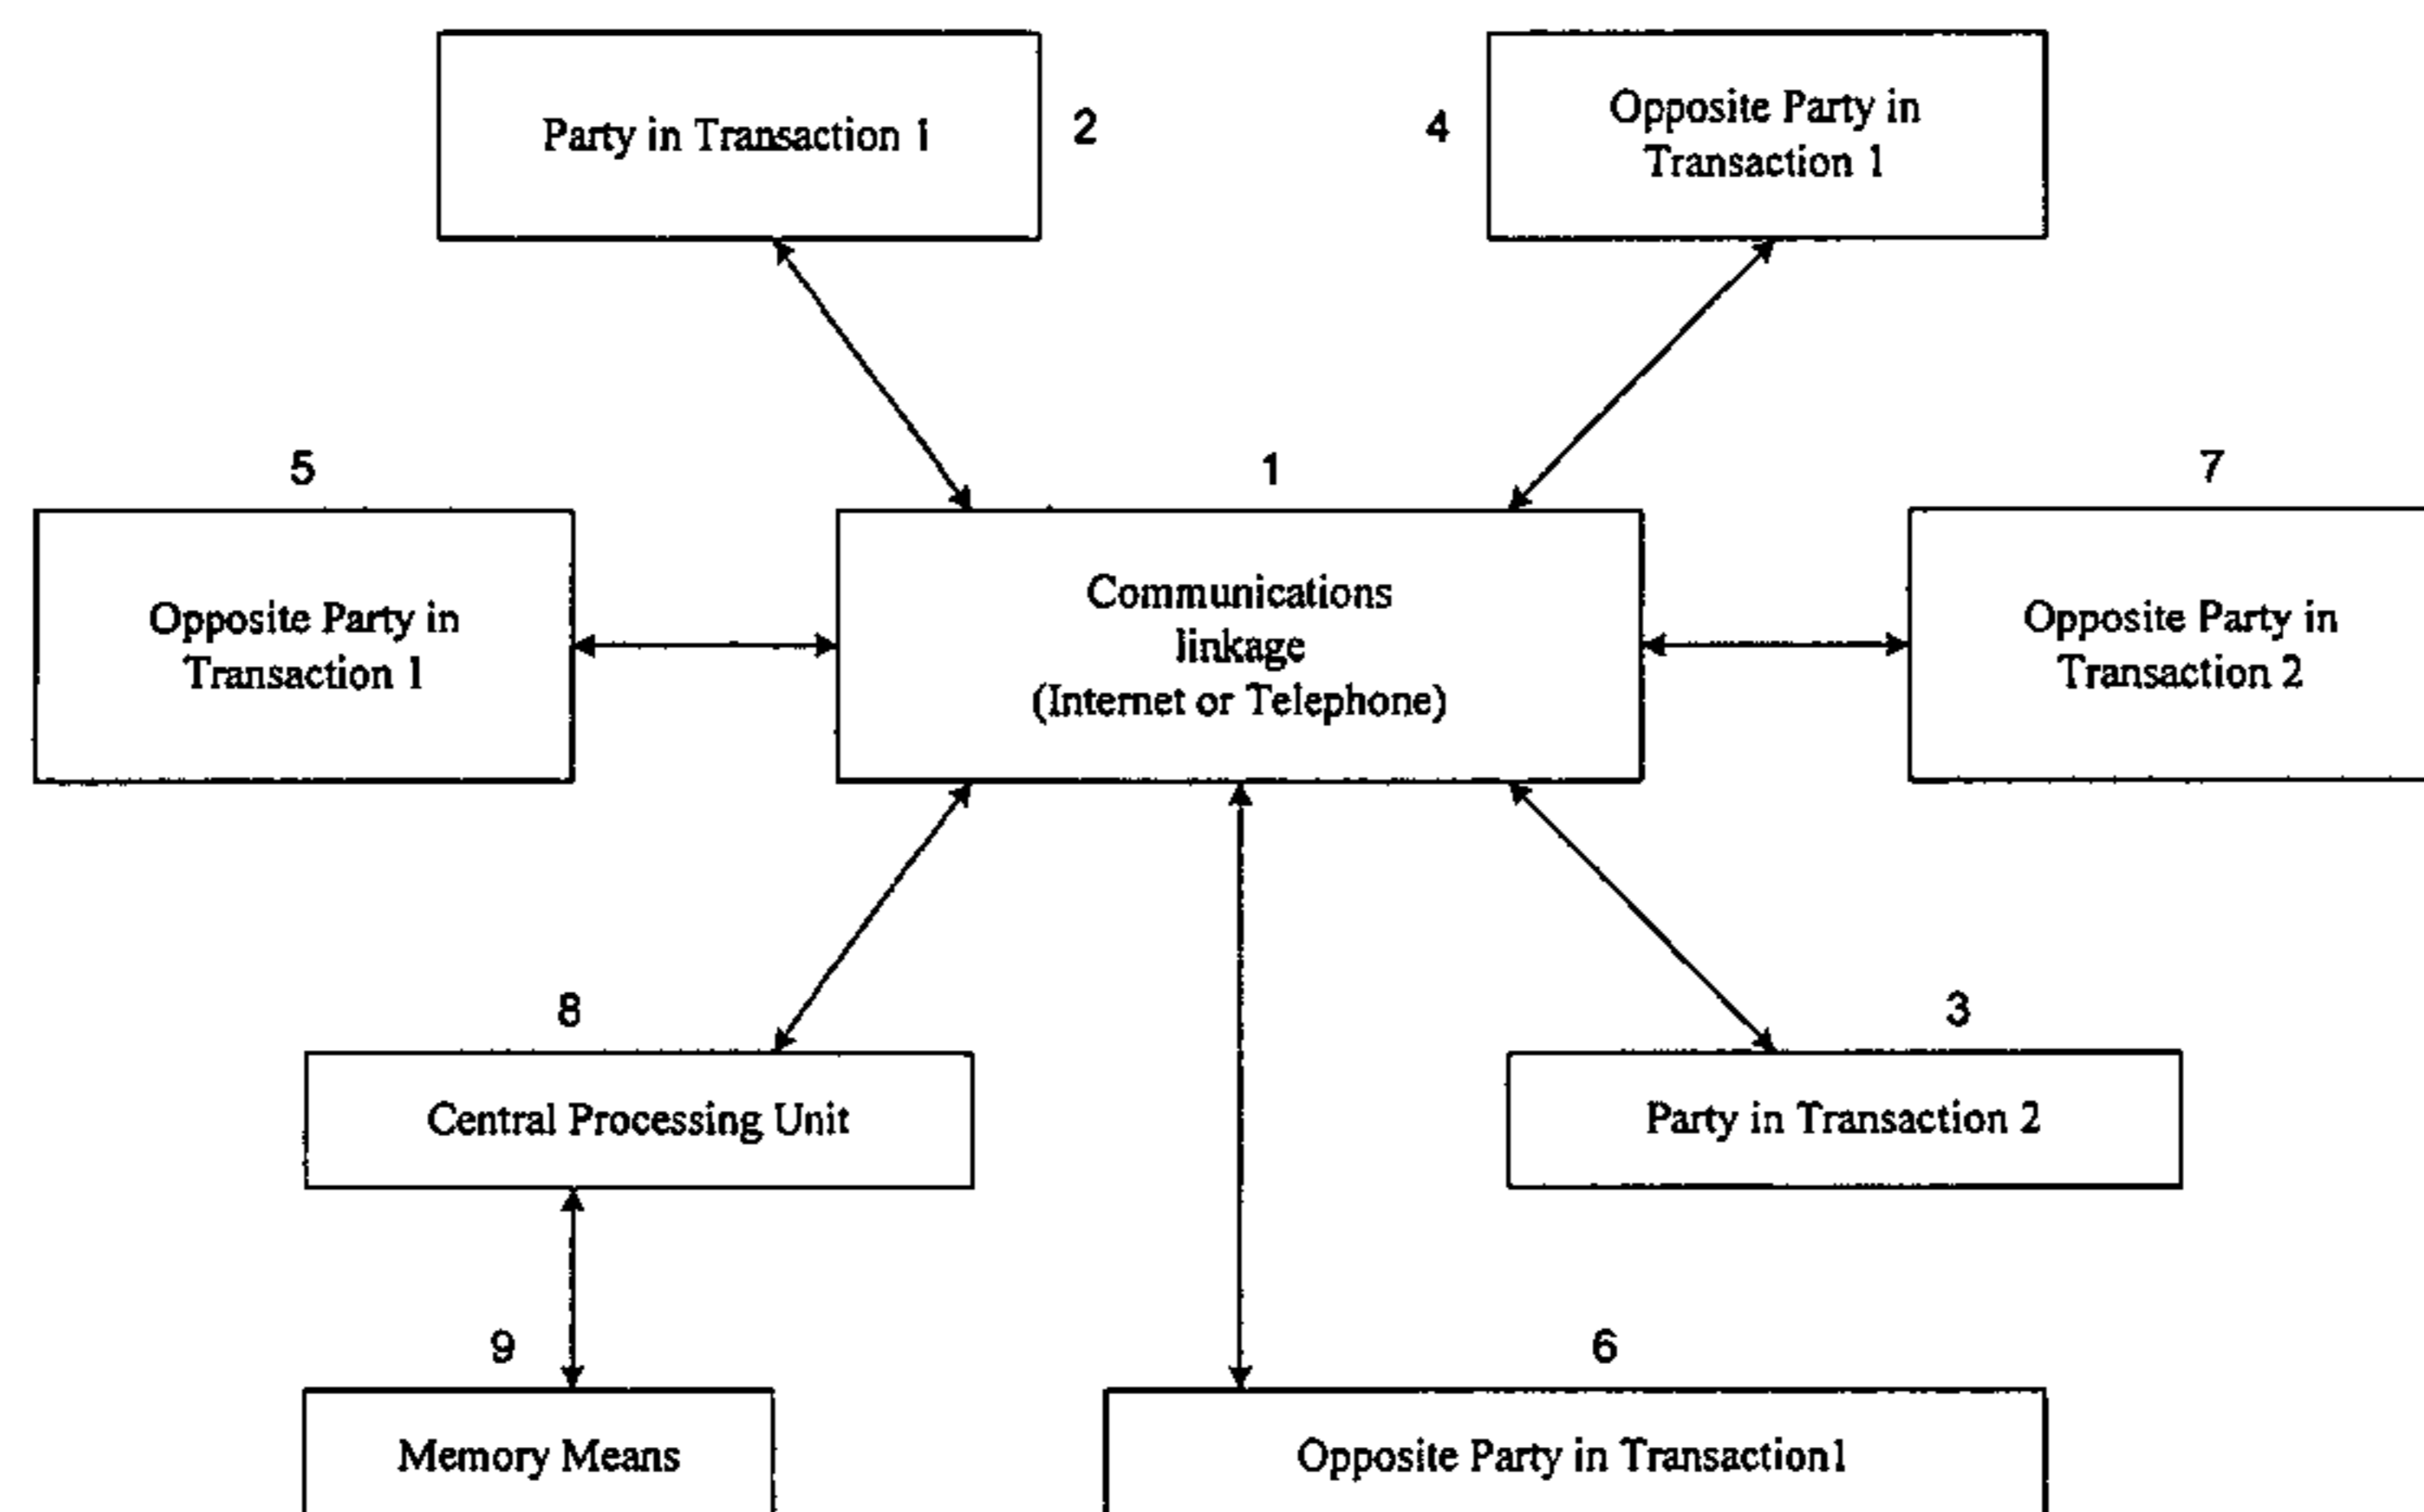 Party in Transaction 1
2
4
Opposite Party in
Transaction 1
5
1
7
Opposite Party in
Transaction 1
Communications
linkage
(Internet or Telephone)
Opposite Party in
Transaction 2
8
3
Central Processing Unit
Party in Transaction 2
9
6
Memory Means
Opposite Party in Transaction1